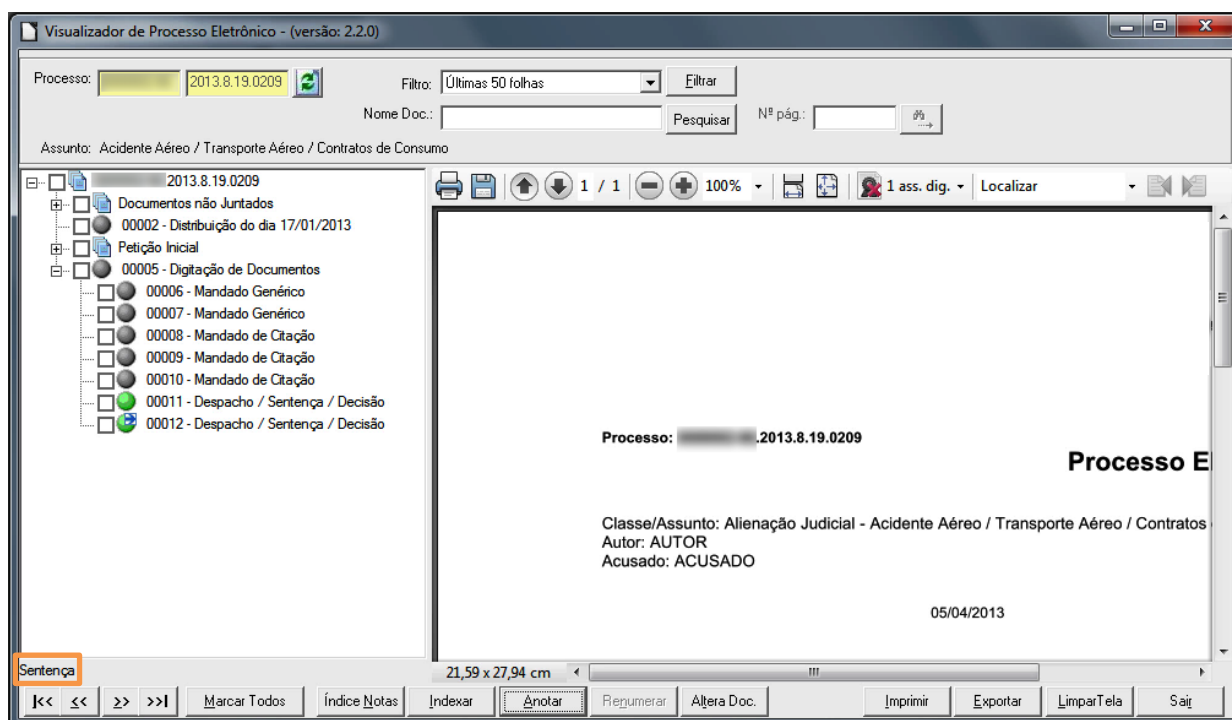 Visualizador de Processo Eletrônico - (versão: 2.2.0)
Processo: 2013.8.19.0209 Filtro: Últimas 50 folhas Filtrar
Nome Doc.: Pesquisar Nº pág.:
Assunto: Acidente Aéreo / Transporte Aéreo / Contratos de Consumo
2013.8.19.0209
Documentos não Juntados
00002 - Distribuição do dia 17/01/2013
Petição Inicial
00005 - Digitação de Documentos
00006 - Mandado Genérico
00007 - Mandado Genérico
00008 - Mandado de Citação
00009 - Mandado de Citação
00010 - Mandado de Citação
00011 - Despacho / Sentença / Decisão
00012 - Despacho / Sentença / Decisão
Sentença
1 / 1 100% 1 ass. dig. Localizar
Processo: .2013.8.19.0209
Processo E
Classe/Assunto: Alienação Judicial - Acidente Aéreo / Transporte Aéreo / Contratos
Autor: AUTOR
Acusado: ACUSADO
05/04/2013
21,59 x 27,94 cm
|<< << >> >>| Marcar Todos Índice Notas Indexar Anotar Renumerar Altera Doc. Imprimir Exportar LimparTela Sair